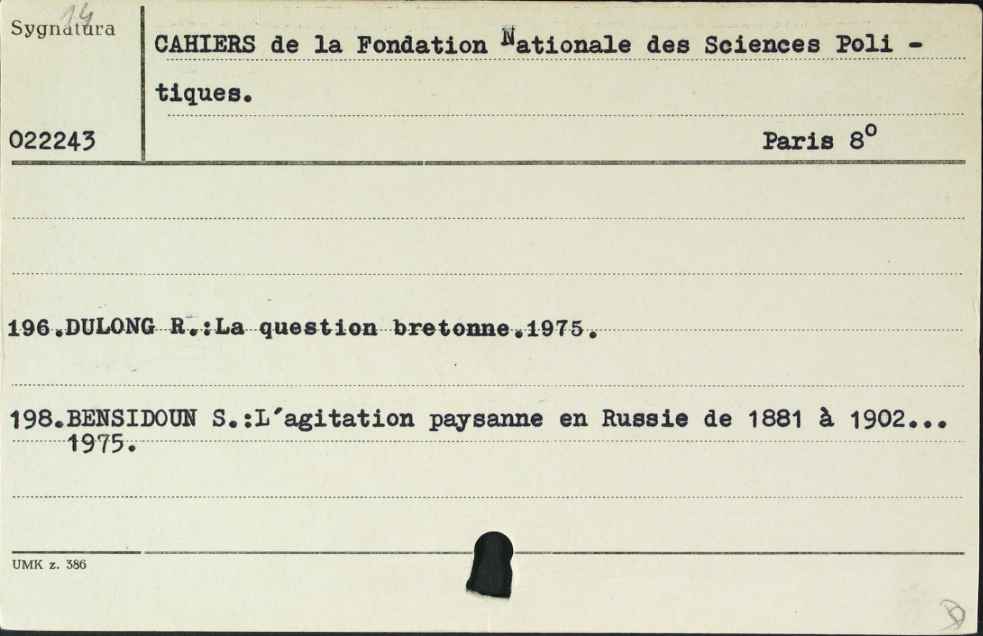 14
Sygnatura
CAHIERS de la Fondation Nationale des Sciences Poli -
tiques.
022243
Paris 8º
196.DULONG R.:La question bretonne.1975.
198.BENSIDOUN S.:L'agitation paysanne en Russie de 1881 à 1902...
1975.
UMK z. 386